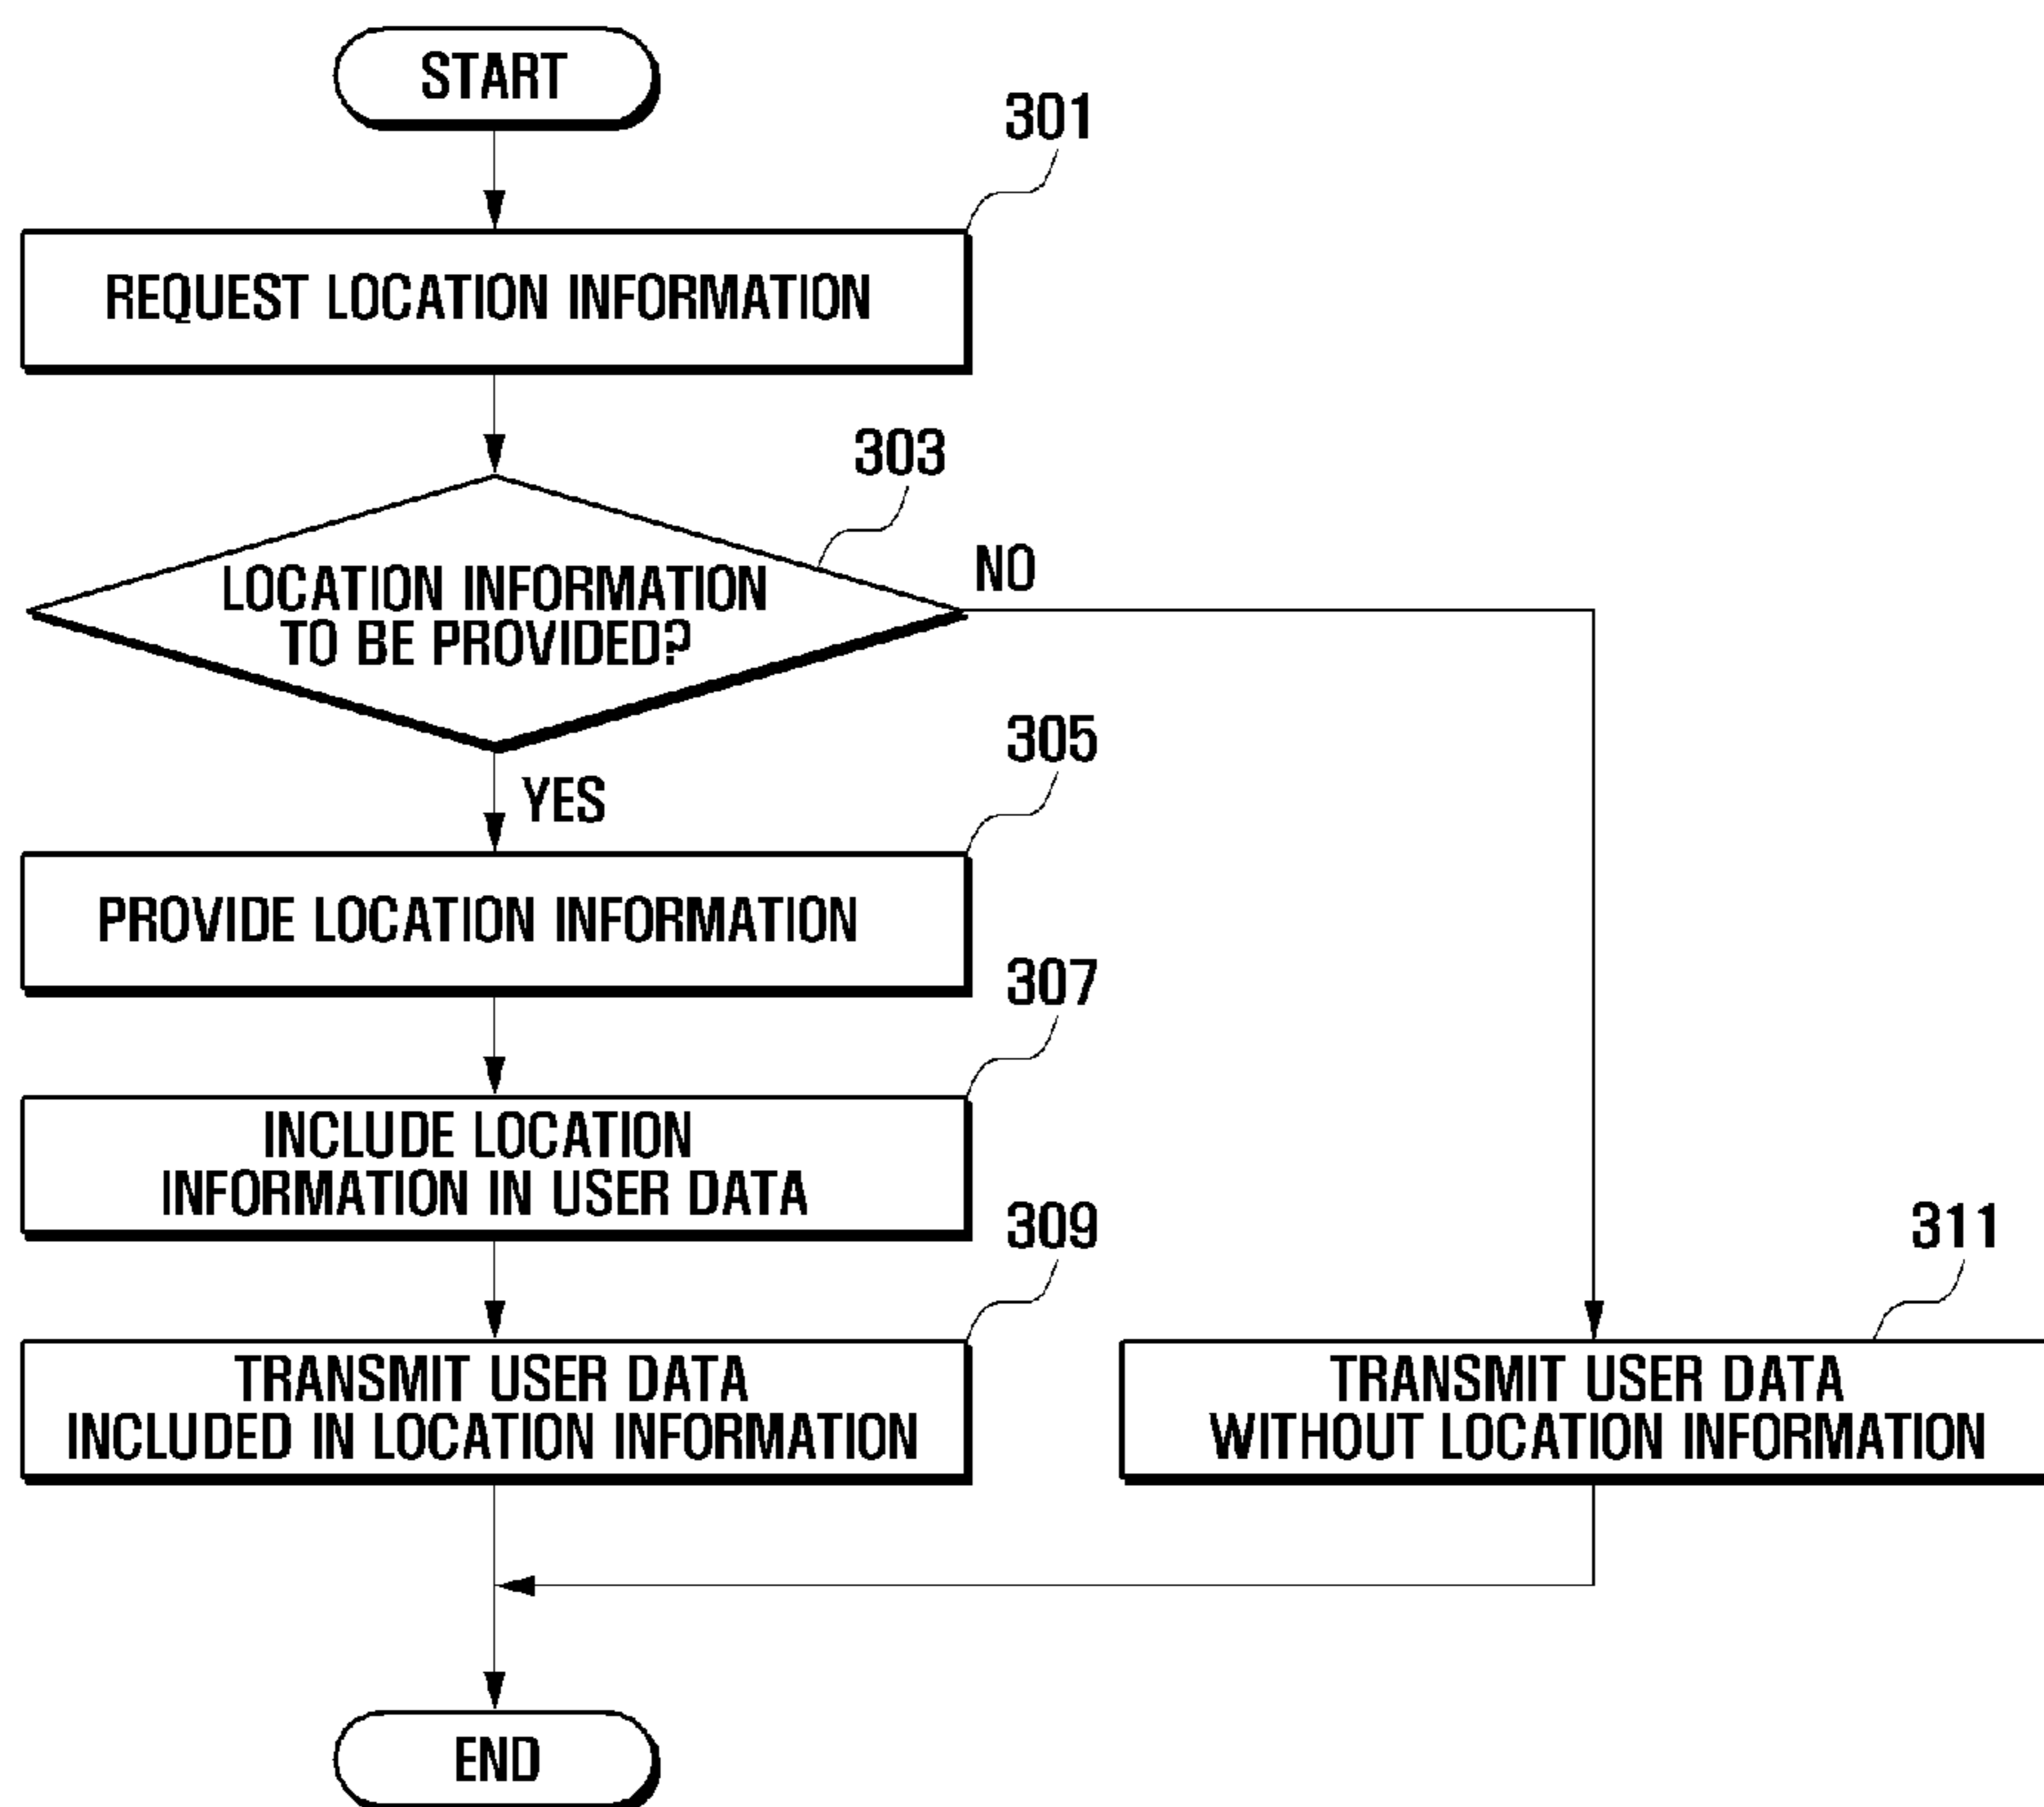 START
301
REQUEST LOCATION INFORMATION
303
LOCATION INFORMATION
TO BE PROVIDED?
NO
YES
305
PROVIDE LOCATION INFORMATION
307
INCLUDE LOCATION
INFORMATION IN USER DATA
309
TRANSMIT USER DATA
INCLUDED IN LOCATION INFORMATION
311
TRANSMIT USER DATA
WITHOUT LOCATION INFORMATION
END